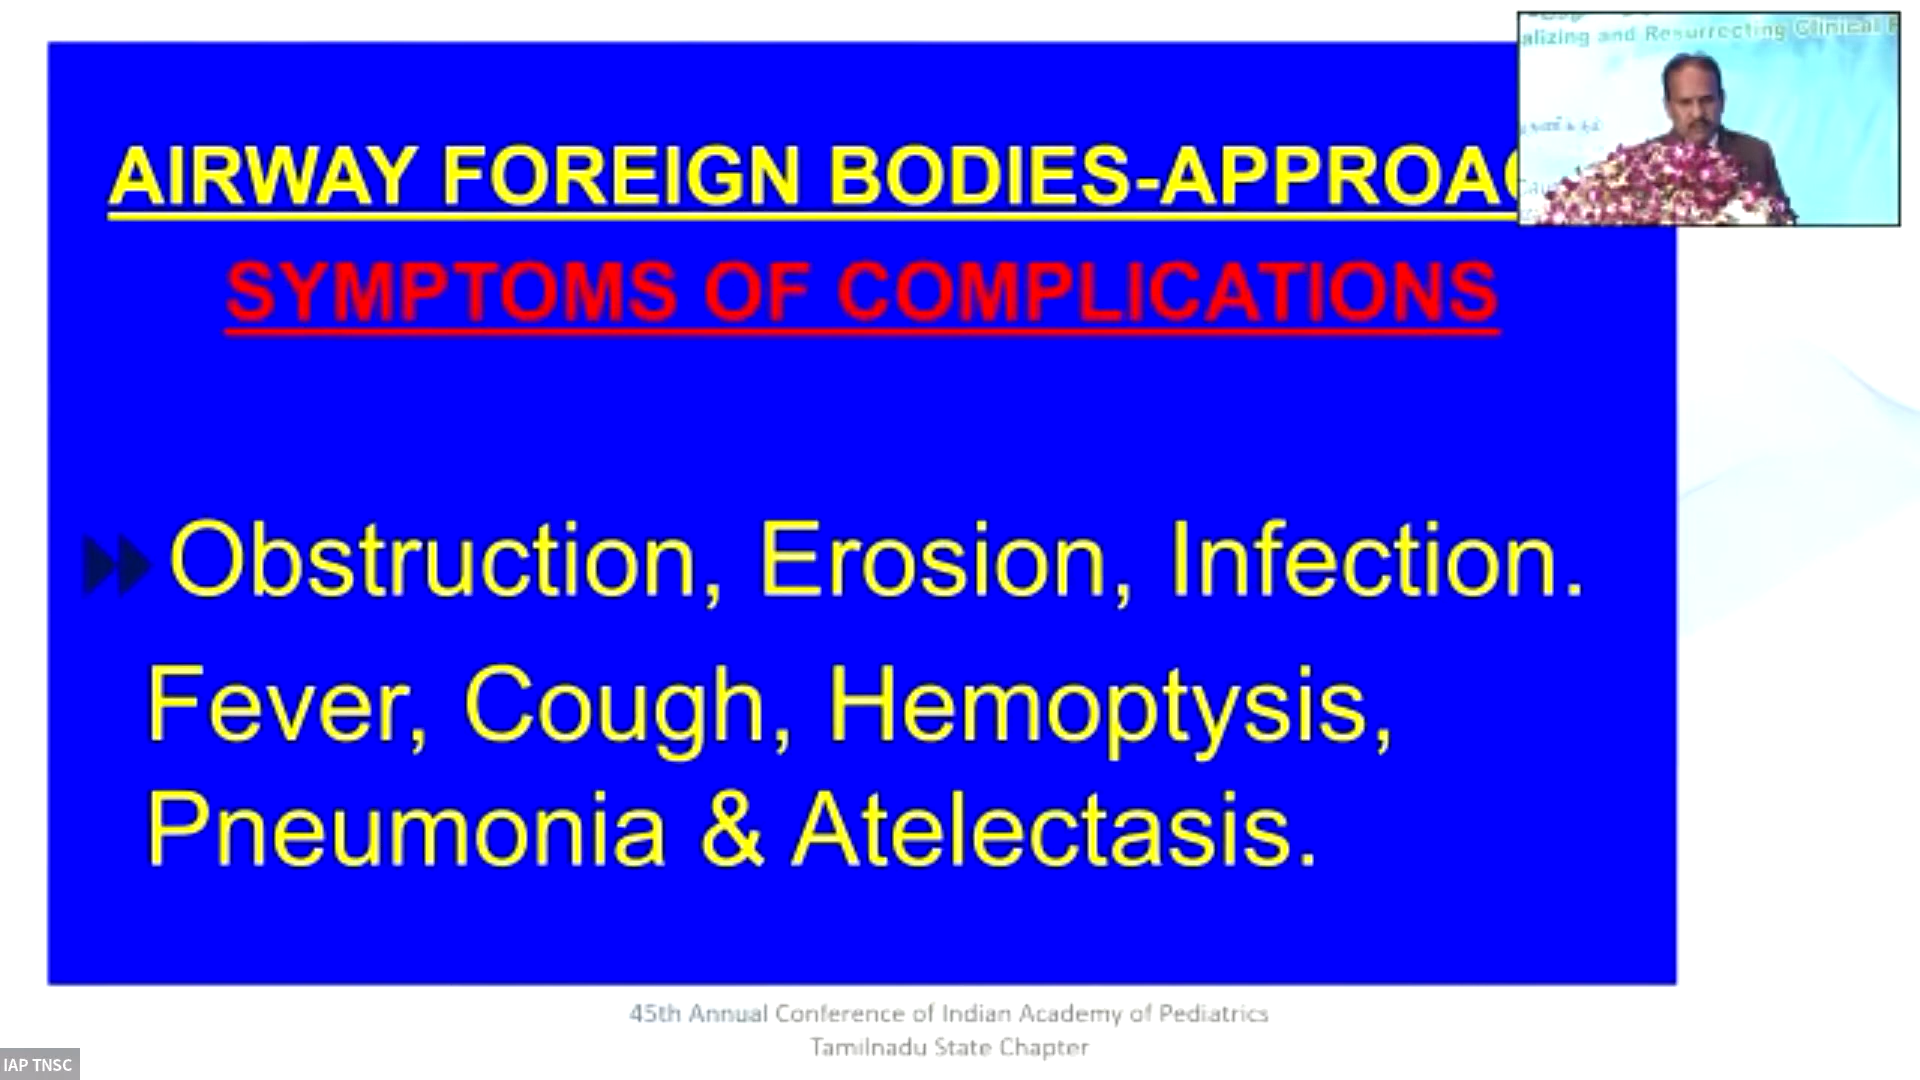 alizing and Resurrecting Clinical
AIRWAY FOREIGN BODIES-APPROAC
SYMPTOMS OF COMPLICATIONS
Obstruction, Erosion, Infection.
Fever, Cough, Hemoptysis,
Pneumonia & Atelectasis.
45th Annual Conference of Indian Academy of Pediatrics
Tamilnadu State Chapter
IAP TNSC